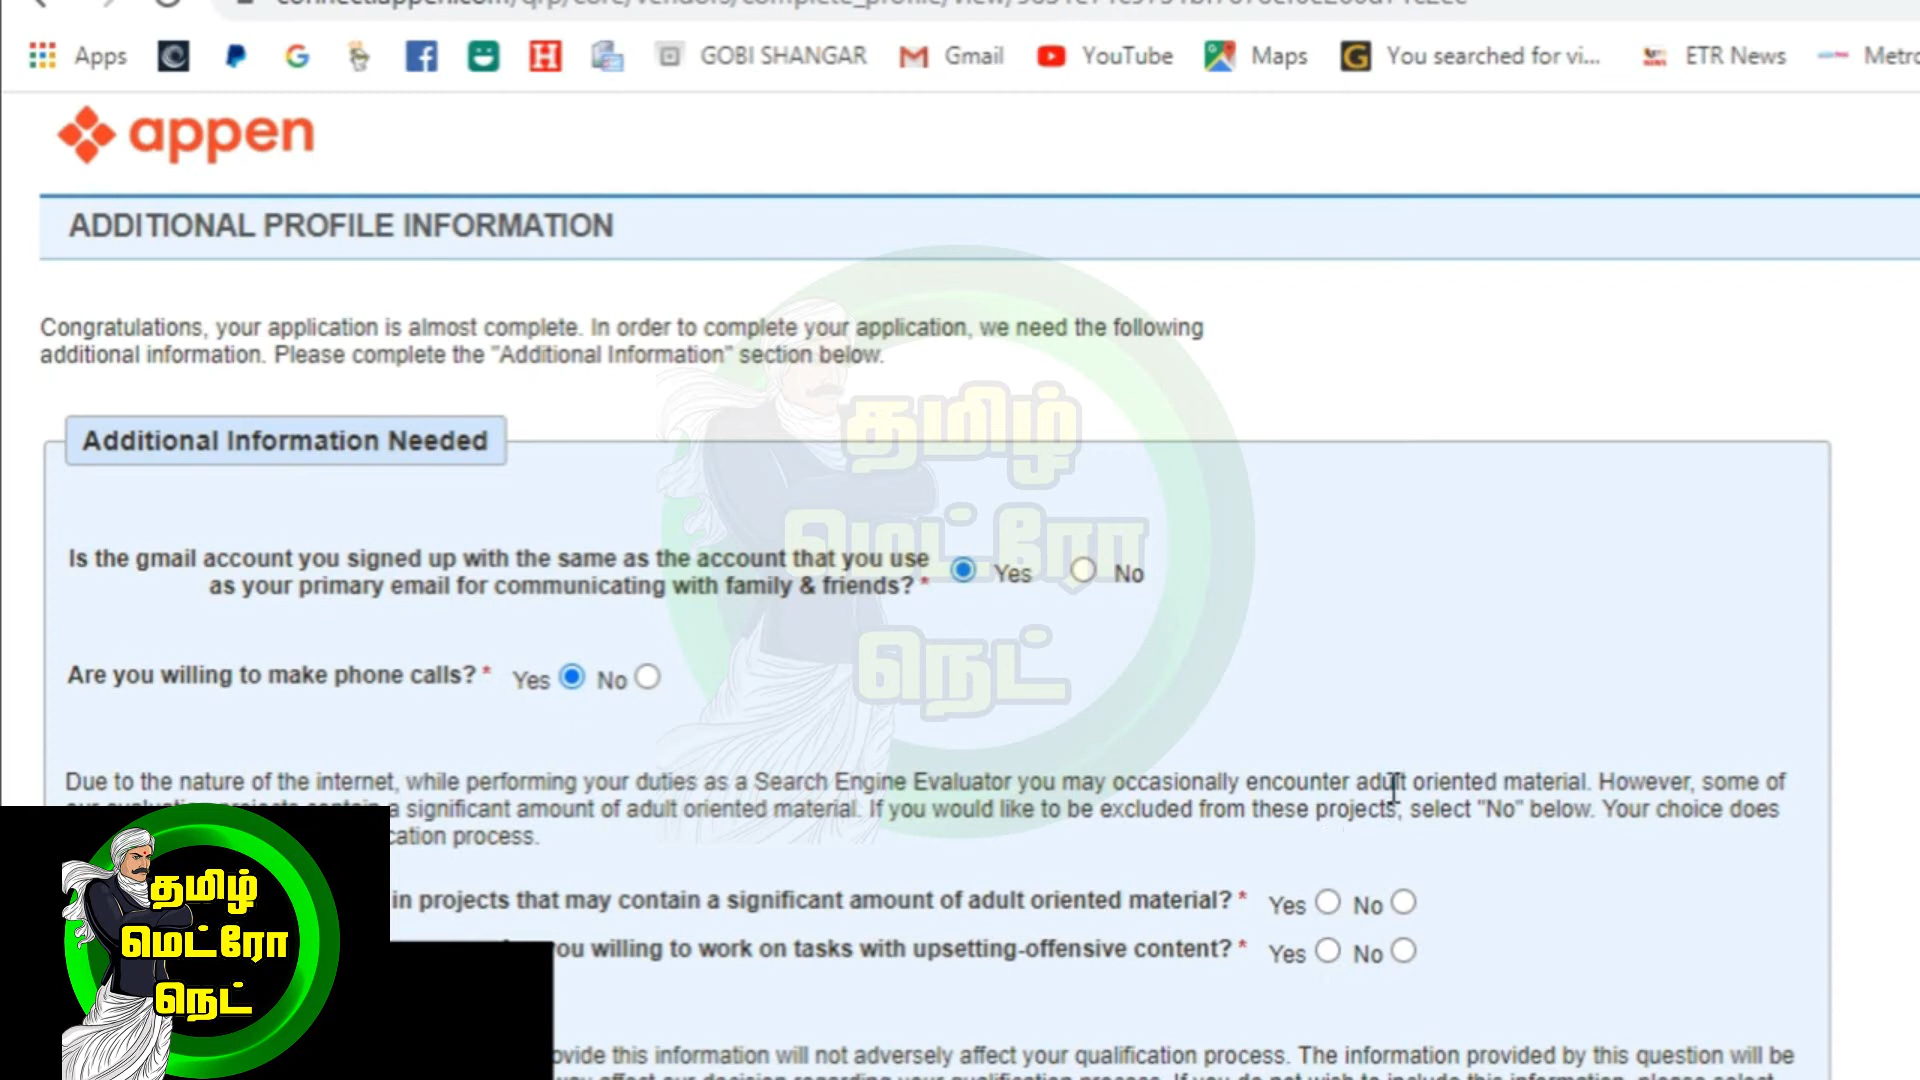 Apps
GOBI SHANGAR
Gmail
YouTube
Maps
You searched for vi...
ETR News
Metro
appen
ADDITIONAL PROFILE INFORMATION
Congratulations, your application is almost complete. In order to complete your application, we need the following
additional information. Please complete the "Additional Information" section below.
Additional Information Needed
Is the gmail account you signed up with the same as the account that you use
as your primary email for communicating with family & friends? *
Yes No
Are you willing to make phone calls? * Yes No
Due to the nature of the internet, while performing your duties as a Search Engine Evaluator you may occasionally encounter adult oriented material. However, some of
a significant amount of adult oriented material. If you would like to be excluded from these projects, select "No" below. Your choice does
cation process.
in projects that may contain a significant amount of adult oriented material? * Yes No
you willing to work on tasks with upsetting-offensive content? * Yes No
ovide this information will not adversely affect your qualification process. The information provided by this question will be
தமிழ்
மெட்ரோ
நெட்
தமிழ்
மெட்ரோ
நெட்